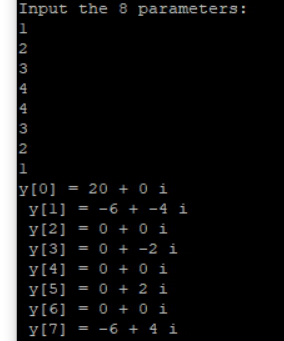 Input the 8 parameters:
1
2
3
4
4
3
2
1
y[0] = 20 + 0 i
y[1] = -6 + -4 i
y[2] = 0 + 0 i
y[3] = 0 + -2 i
y[4] = 0 + 0 i
y[5] = 0 + 2 i
y[6] = 0 + 0 i
y[7] = -6 + 4 i